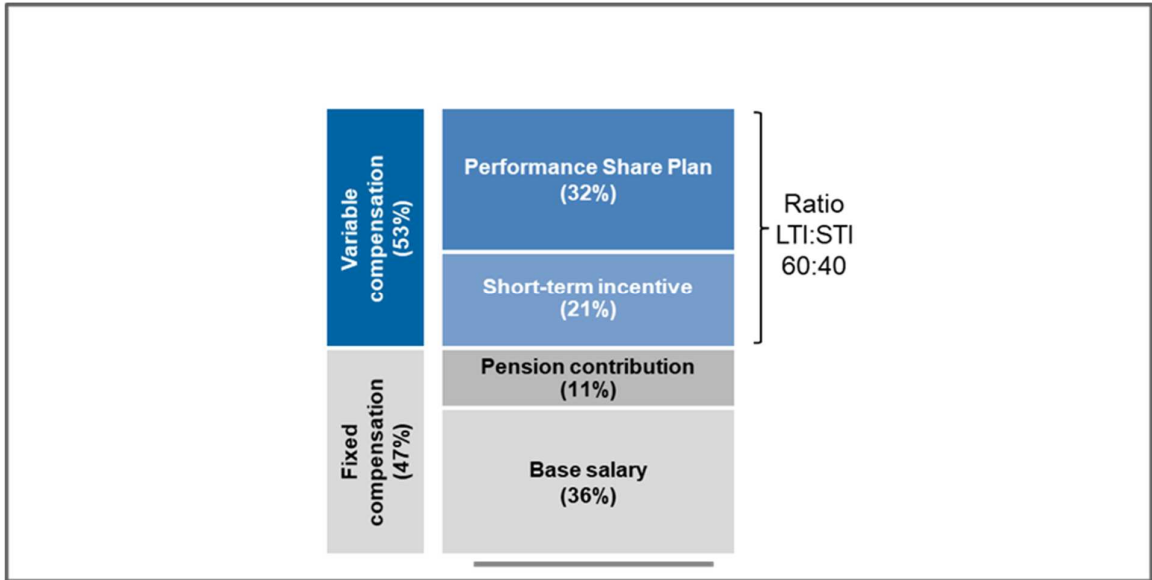 Variable
compensation
(53%)
Performance Share Plan
(32%)
Short-term incentive
(21%)
Ratio
LTI:STI
60:40
Fixed
compensation
(47%)
Pension contribution
(11%)
Base salary
(36%)